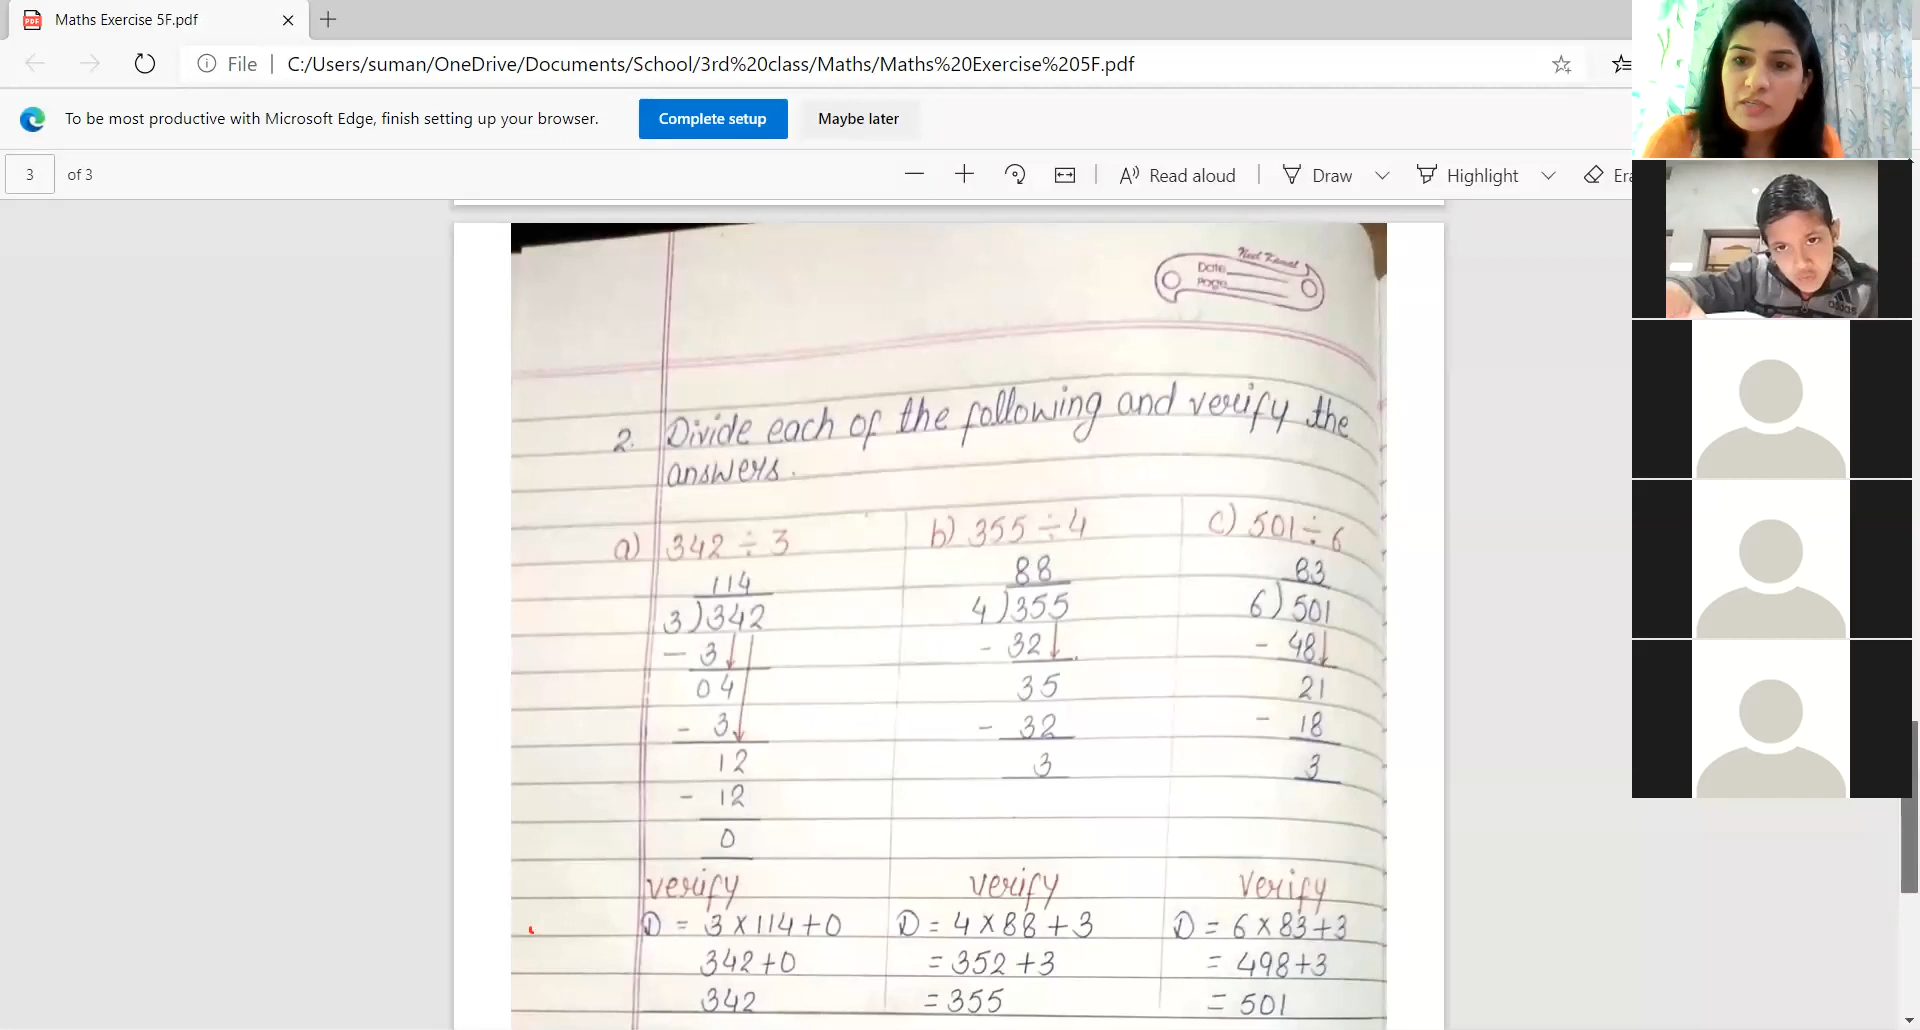 Maths Exercise 5F.pdf
File | C:/Users/suman/OneDrive/Documents/School/3rd%20class/Maths/Maths%20Exercise%205F.pdf
To be most productive with Microsoft Edge, finish setting up your browser. Complete setup Maybe later
3 of 3 Read aloud Draw Highlight Era
Neel Kamal
Date
Page
2. Divide each of the following and verify the
answers.
a) 342 ÷ 3 b) 355 ÷ 4 c) 501 ÷ 6
114 88 83
3)342 4)355 6)501
- 3 - 32 - 48
04 35 21
- 3 - 32 - 18
12 3 3
- 12
0
verify verify Verify
D = 3 × 114 + 0 D = 4 × 88 + 3 D = 6 × 83 + 3
342 + 0 = 352 + 3 = 498 + 3
342 = 355 = 501
adidas